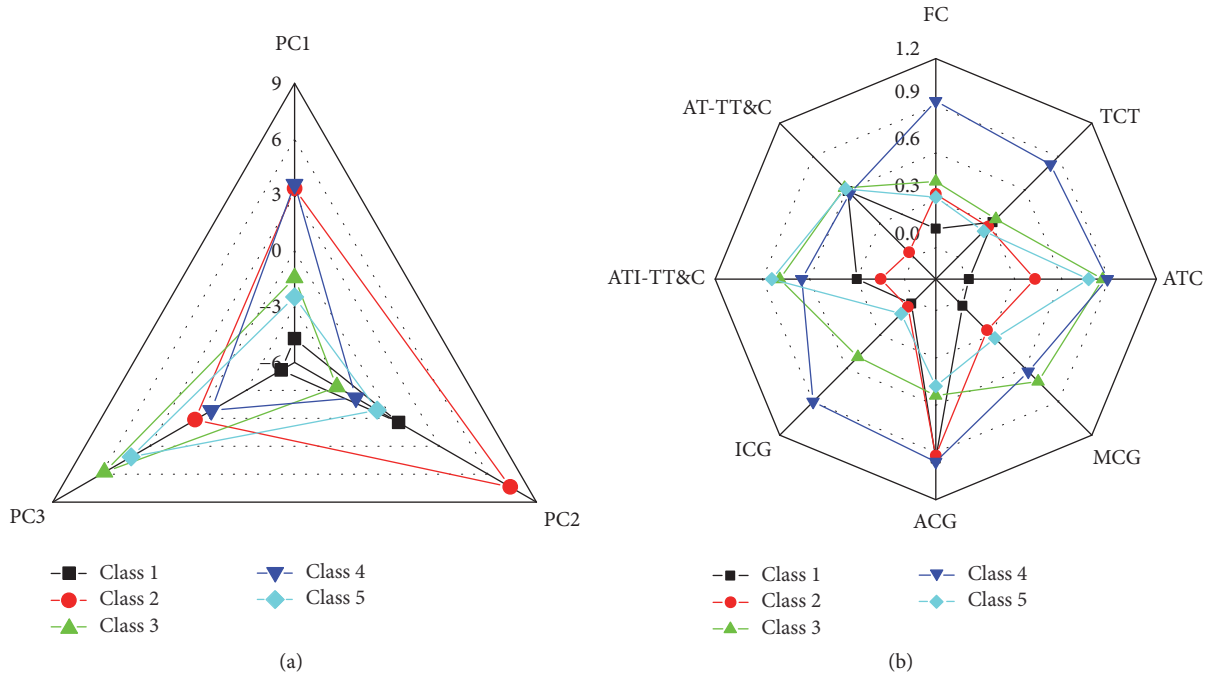 PC1
9
6
3
0
−3
−6
PC3
PC2
Class 1
Class 2
Class 3
Class 4
Class 5
(a)
FC
1.2
0.9
0.6
0.3
0.0
AT-TT&C
TCT
ATI-TT&C
ATC
ICG
MCG
ACG
Class 1
Class 2
Class 3
Class 4
Class 5
(b)